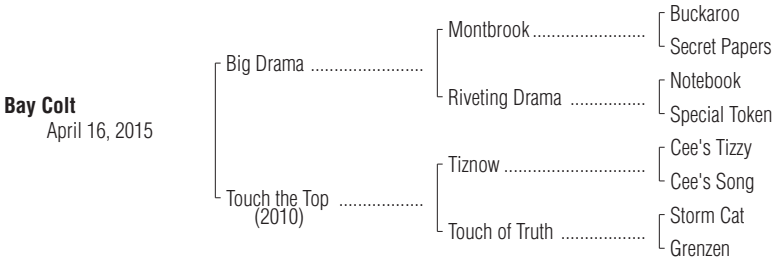 Buckaroo
Montbrook.......................
Secret Papers
Big Drama .......................
Notebook
Riveting Drama ...............
Special Token
Bay Colt
April 16, 2015
Cee's Tizzy
Tiznow .............................
Cee's Song
Touch the Top .................
(2010)
Storm Cat
Touch of Truth .................
Grenzen